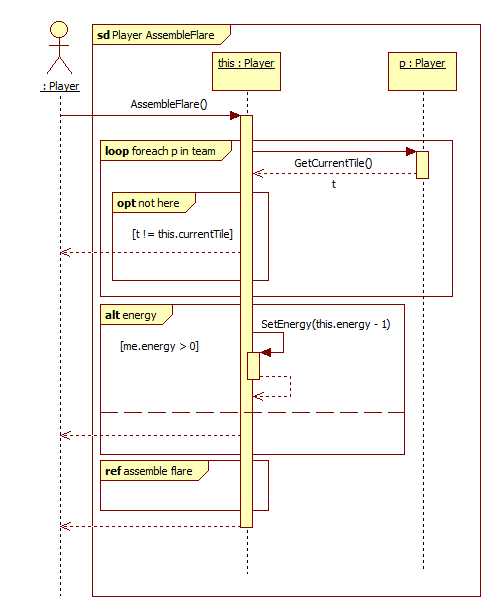 sd Player AssembleFlare
: Player
this : Player
p : Player
AssembleFlare()
loop foreach p in team
GetCurrentTile()
t
opt not here
[t != this.currentTile]
alt energy
SetEnergy(this.energy - 1)
[me.energy > 0]
ref assemble flare